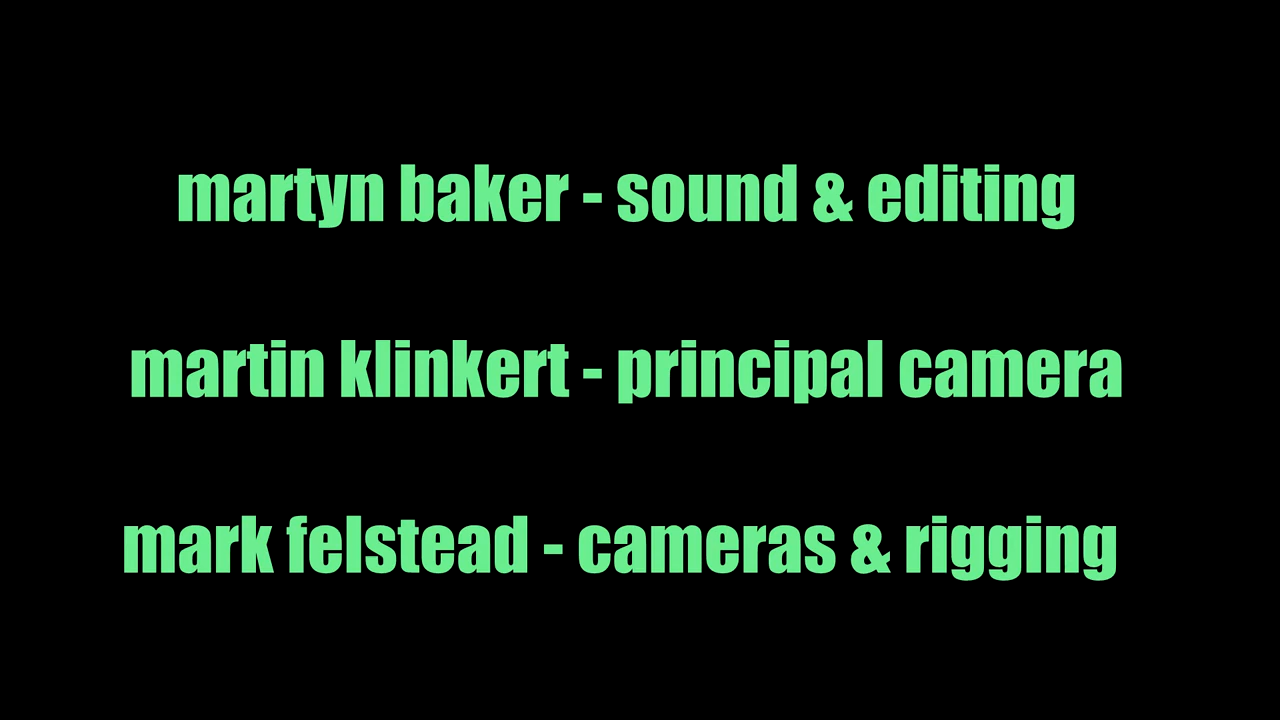 martyn baker - sound & editing
martin klinkert - principal camera
mark felstead - cameras & rigging